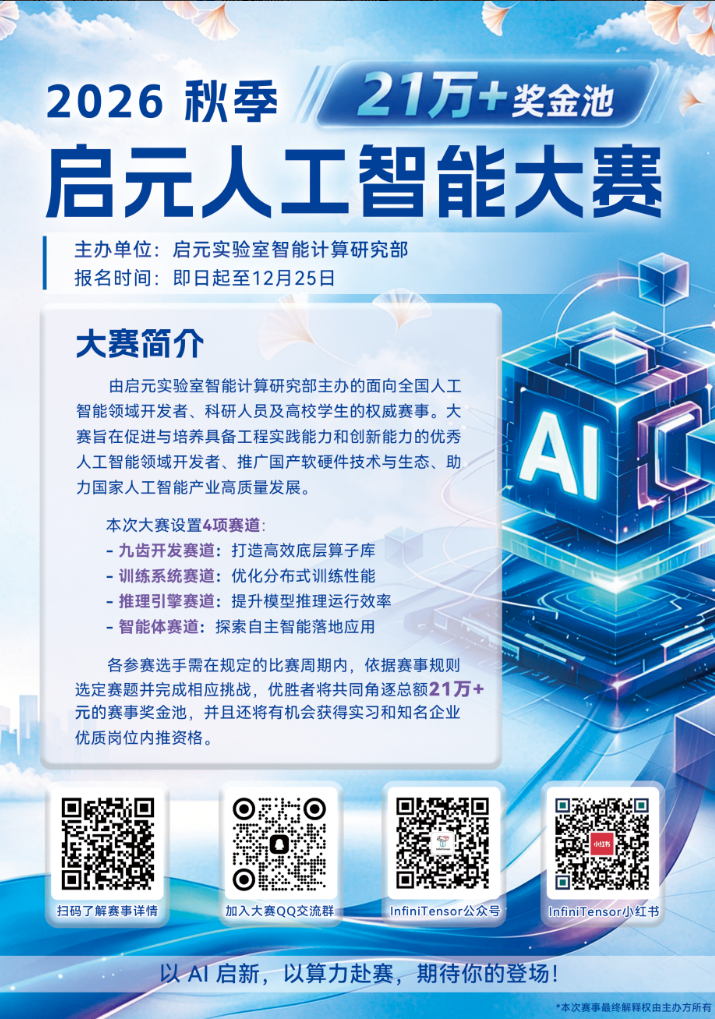 2026 秋季
21万+奖金池
启元人工智能大赛
主办单位：启元实验室智能计算研究部
报名时间：即日起至12月25日
大赛简介
由启元实验室智能计算研究部主办的面向全国人工
智能领域开发者、科研人员及高校学生的权威赛事。大
赛旨在促进与培养具备工程实践能力和创新能力的优秀
人工智能领域开发者、推广国产软硬件技术与生态、助
力国家人工智能产业高质量发展。
本次大赛设置4项赛道：
- 九齿开发赛道：打造高效底层算子库
- 训练系统赛道：优化分布式训练性能
- 推理引擎赛道：提升模型推理运行效率
- 智能体赛道：探索自主智能落地应用
各参赛选手需在规定的比赛周期内，依据赛事规则
选定赛题并完成相应挑战，优胜者将共同角逐总额21万+
元的赛事奖金池，并且还将有机会获得实习和知名企业
优质岗位内推资格。
AI
小红书
扫码了解赛事详情
加入大赛QQ交流群
InfiniTensor公众号
InfiniTensor小红书
以 AI 启新，以算力赴赛，期待你的登场！
*本次赛事最终解释权由主办方所有